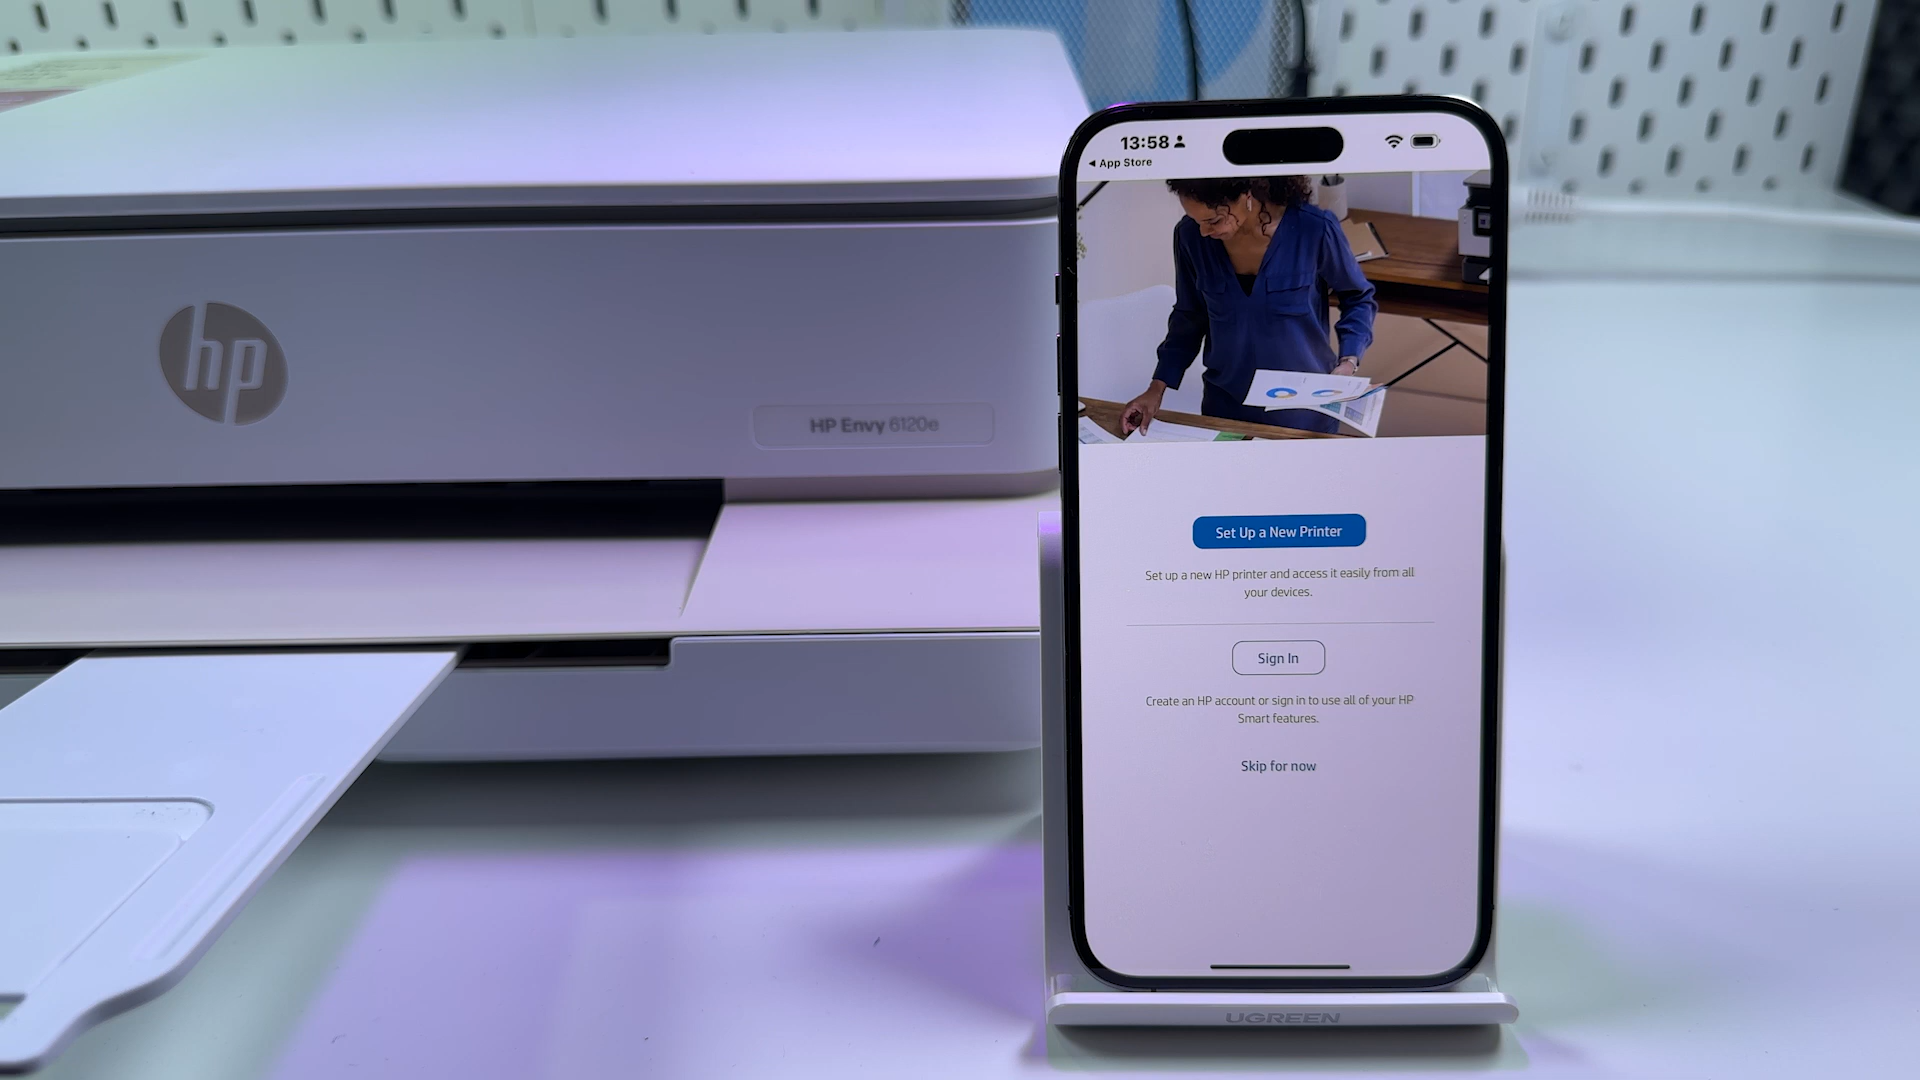 hp
HP Envy 6120e
13:58
App Store
Set Up a New Printer
Set up a new HP printer and access it easily from all
your devices.
Sign In
Create an HP account or sign in to use all of your HP
Smart features.
Skip for now
UGREEN